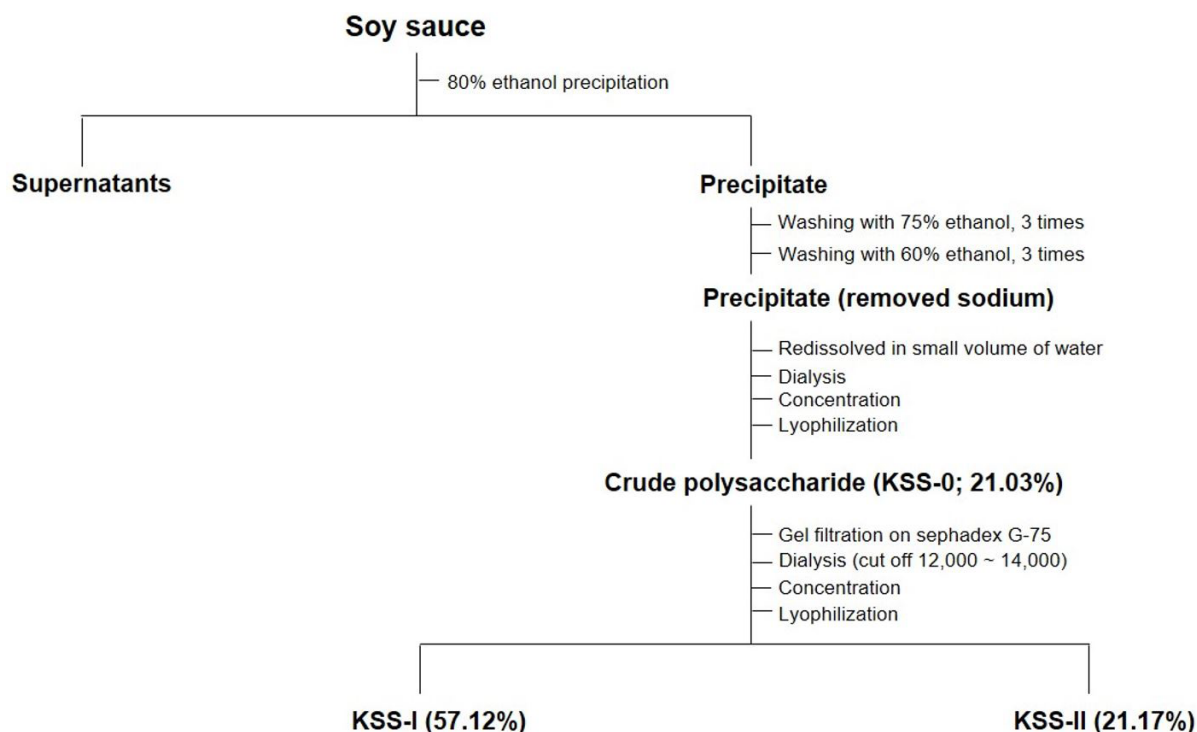 Soy sauce
80% ethanol precipitation
Supernatants
Precipitate
Washing with 75% ethanol, 3 times
Washing with 60% ethanol, 3 times
Precipitate (removed sodium)
Redissolved in small volume of water
Dialysis
Concentration
Lyophilization
Crude polysaccharide (KSS-0; 21.03%)
Gel filtration on sephadex G-75
Dialysis (cut off 12,000 ~ 14,000)
Concentration
Lyophilization
KSS-I (57.12%)
KSS-II (21.17%)